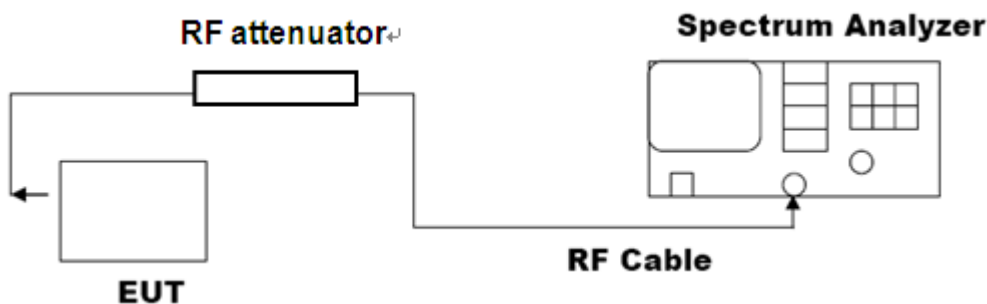 RF attenuator↵
Spectrum Analyzer
RF Cable
EUT